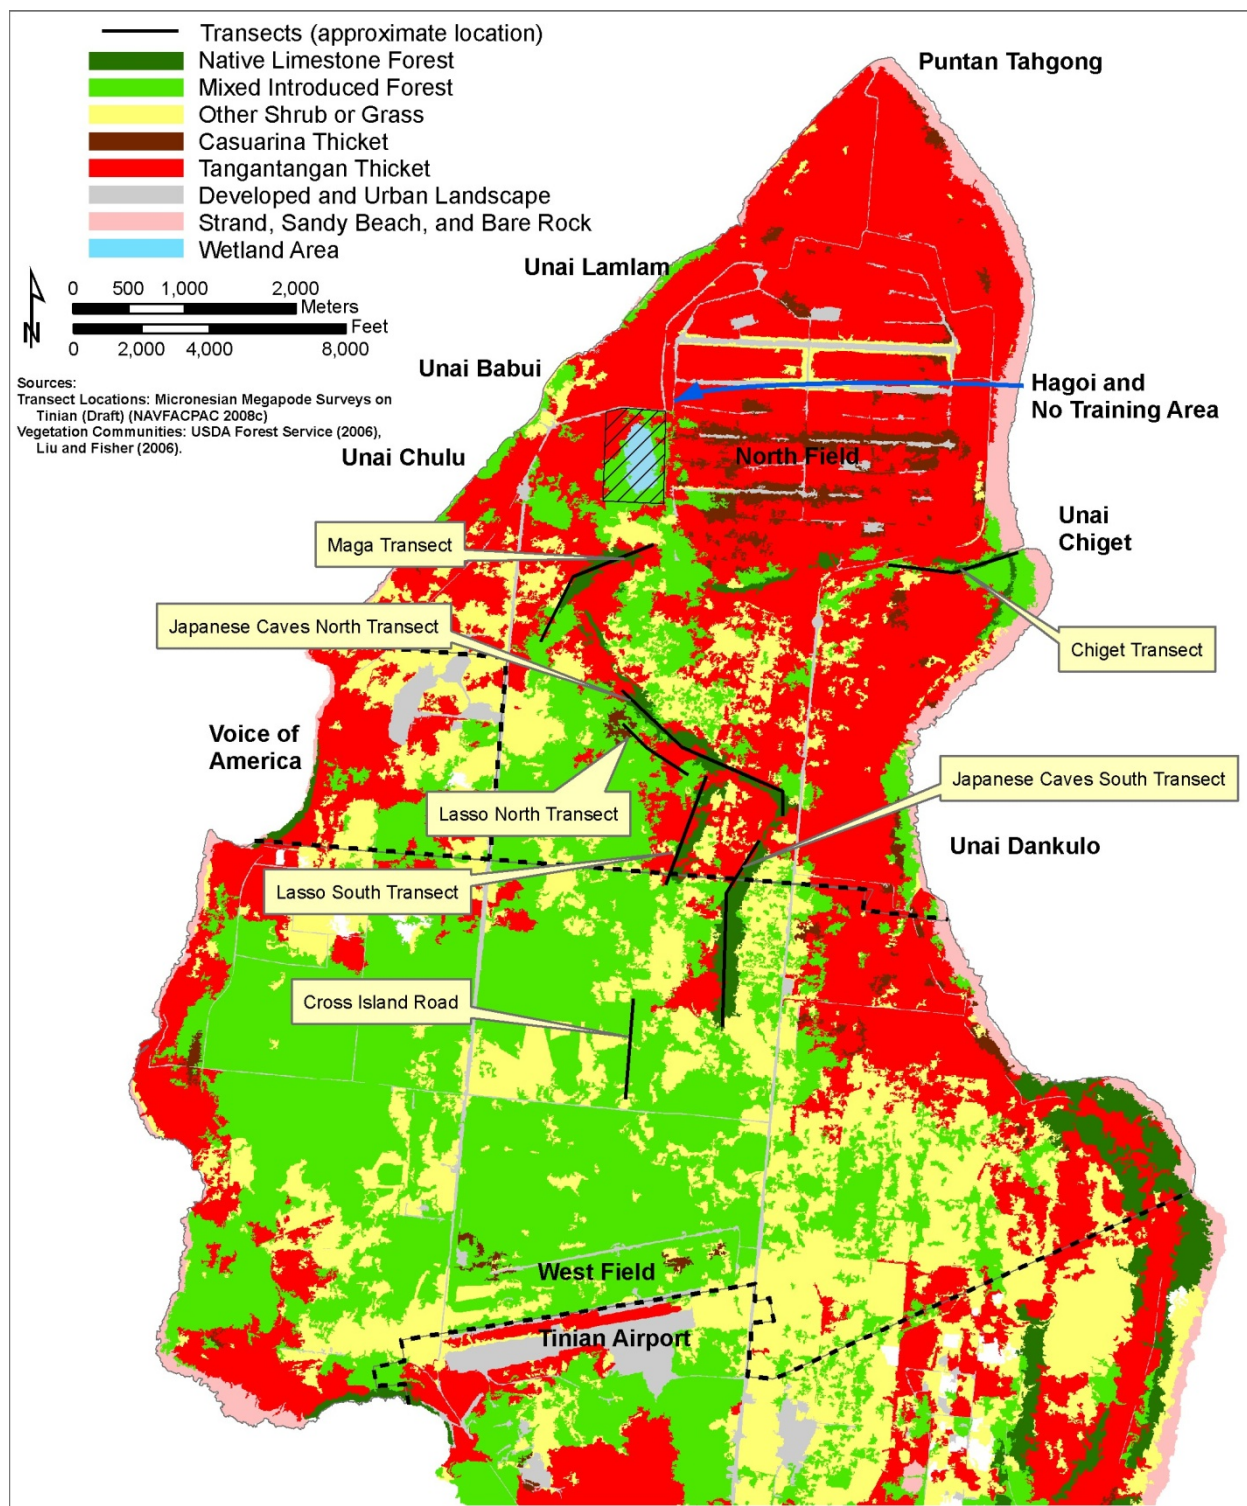 Transects (approximate location)
Native Limestone Forest
Mixed Introduced Forest
Other Shrub or Grass
Casuarina Thicket
Tangantangan Thicket
Developed and Urban Landscape
Strand, Sandy Beach, and Bare Rock
Wetland Area
N
0 500 1,000 2,000
Meters
Feet
0 2,000 4,000 8,000
Sources:
Transect Locations: Micronesian Megapode Surveys on
Tinian (Draft) (NAVFACPAC 2008c)
Vegetation Communities: USDA Forest Service (2006),
Liu and Fisher (2006).
Puntan Tahgong
Unai Lamlam
Unai Babui
Hagoi and
No Training Area
Unai Chulu
North Field
Unai
Chiget
Maga Transect
Japanese Caves North Transect
Chiget Transect
Voice of
America
Japanese Caves South Transect
Lasso North Transect
Unai Dankulo
Lasso South Transect
Cross Island Road
West Field
Tinian Airport